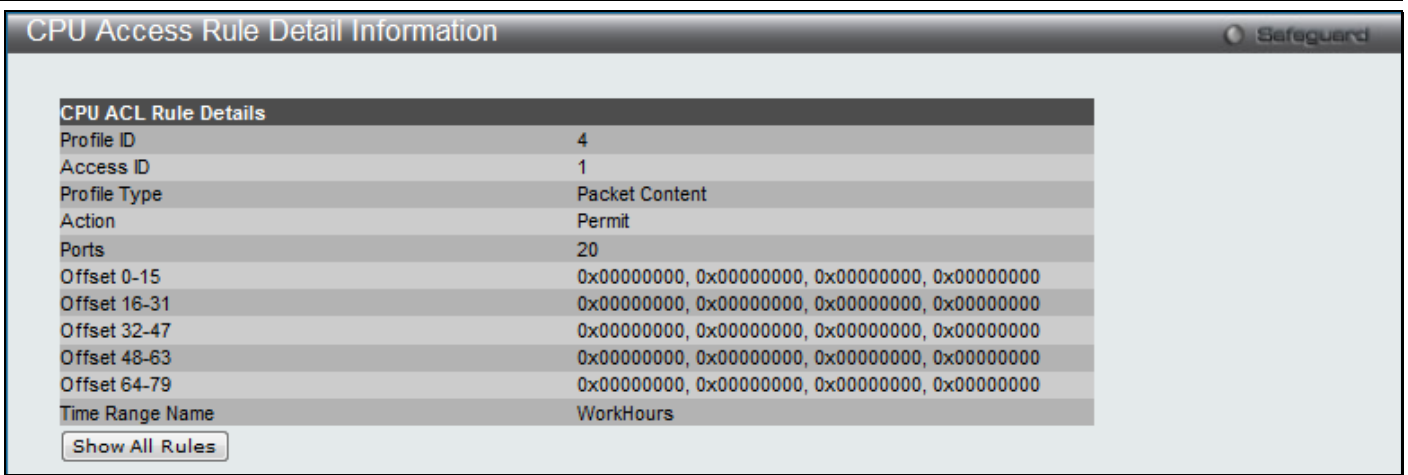 CPU Access Rule Detail Information
Safeguard
CPU ACL Rule Details
Profile ID 4
Access ID 1
Profile Type Packet Content
Action Permit
Ports 20
Offset 0-15 0x00000000, 0x00000000, 0x00000000, 0x00000000
Offset 16-31 0x00000000, 0x00000000, 0x00000000, 0x00000000
Offset 32-47 0x00000000, 0x00000000, 0x00000000, 0x00000000
Offset 48-63 0x00000000, 0x00000000, 0x00000000, 0x00000000
Offset 64-79 0x00000000, 0x00000000, 0x00000000, 0x00000000
Time Range Name WorkHours
Show All Rules